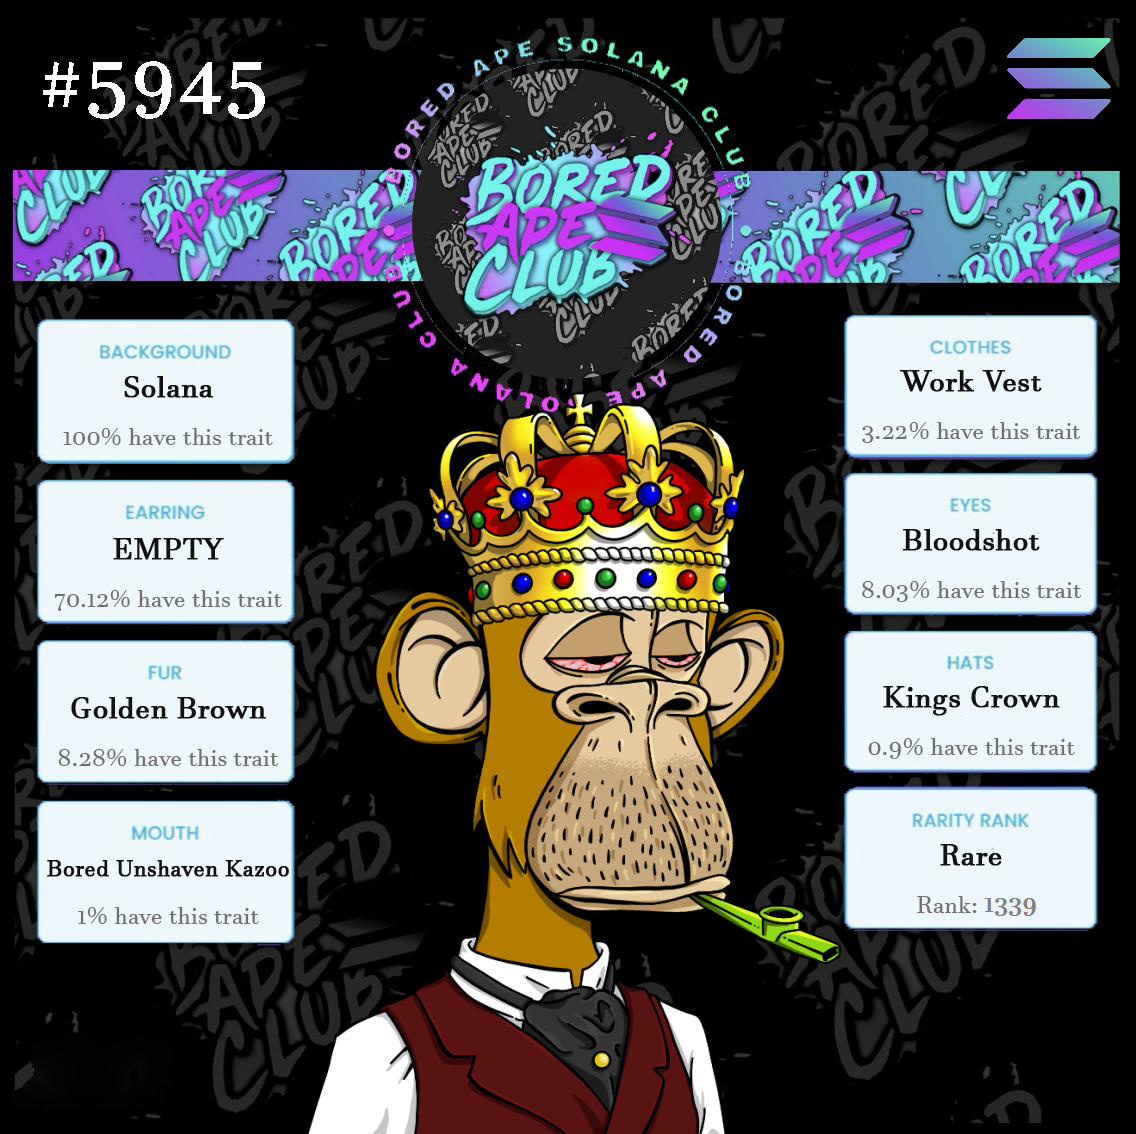 #5945
BORED APE SOLANA CLUB
BORED APE SOLANA CLUB
BORED
APE
CLUB
BACKGROUND
Solana
100% have this trait
EARRING
EMPTY
70.12% have this trait
FUR
Golden Brown
8.28% have this trait
MOUTH
Bored Unshaven Kazoo
1% have this trait
CLOTHES
Work Vest
3.22% have this trait
EYES
Bloodshot
8.03% have this trait
HATS
Kings Crown
0.9% have this trait
RARITY RANK
Rare
Rank: 1339